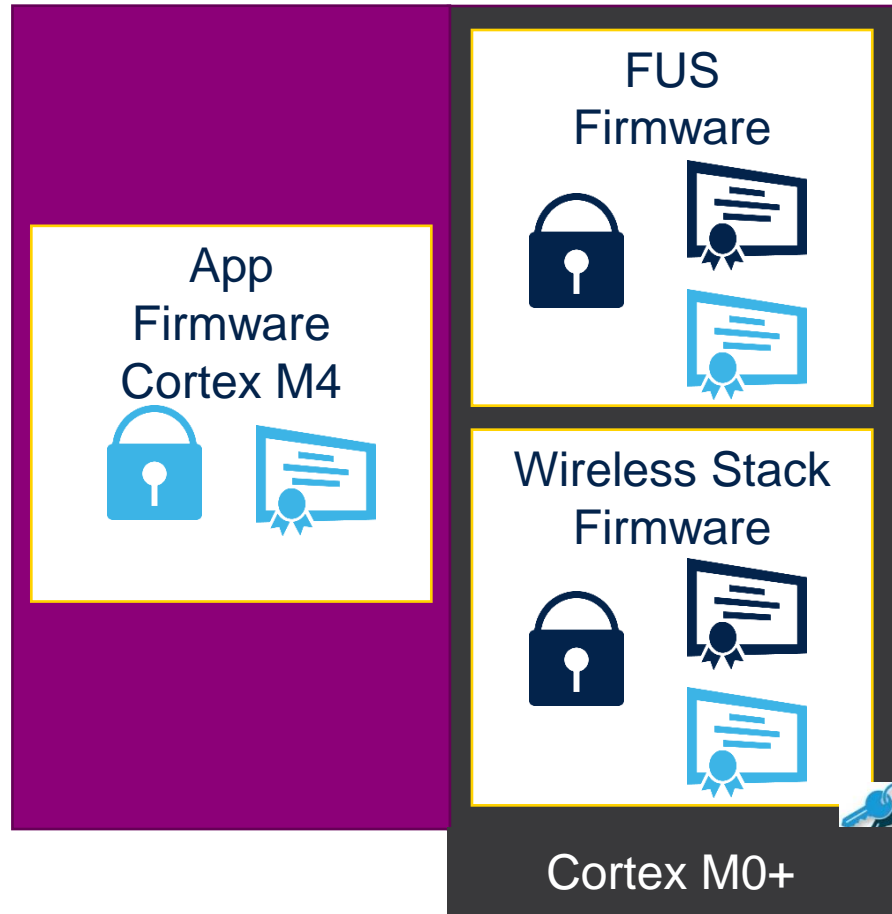 App
Firmware
Cortex M4
FUS
Firmware
Wireless Stack
Firmware
Cortex M0+